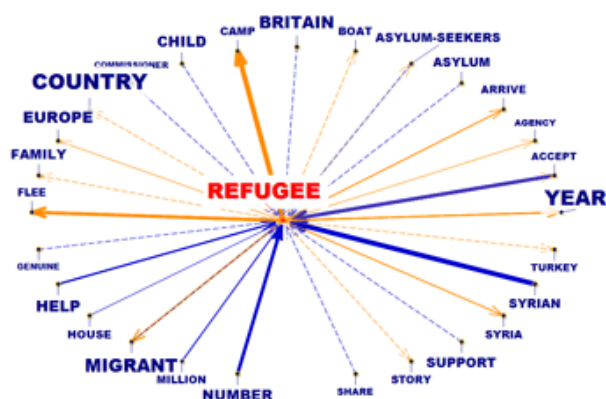 BRITAIN
CAMP
BOAT
CHILD
ASYLUM-SEEKERS
COMMISSIONER
ASYLUM
COUNTRY
ARRIVE
EUROPE
AGENCY
FAMILY
ACCEPT
FLEE
REFUGEE
YEAR
GENUINE
TURKEY
HELP
SYRIAN
HOUSE
SYRIA
MIGRANT
SUPPORT
MILLION
STORY
NUMBER
SHARE